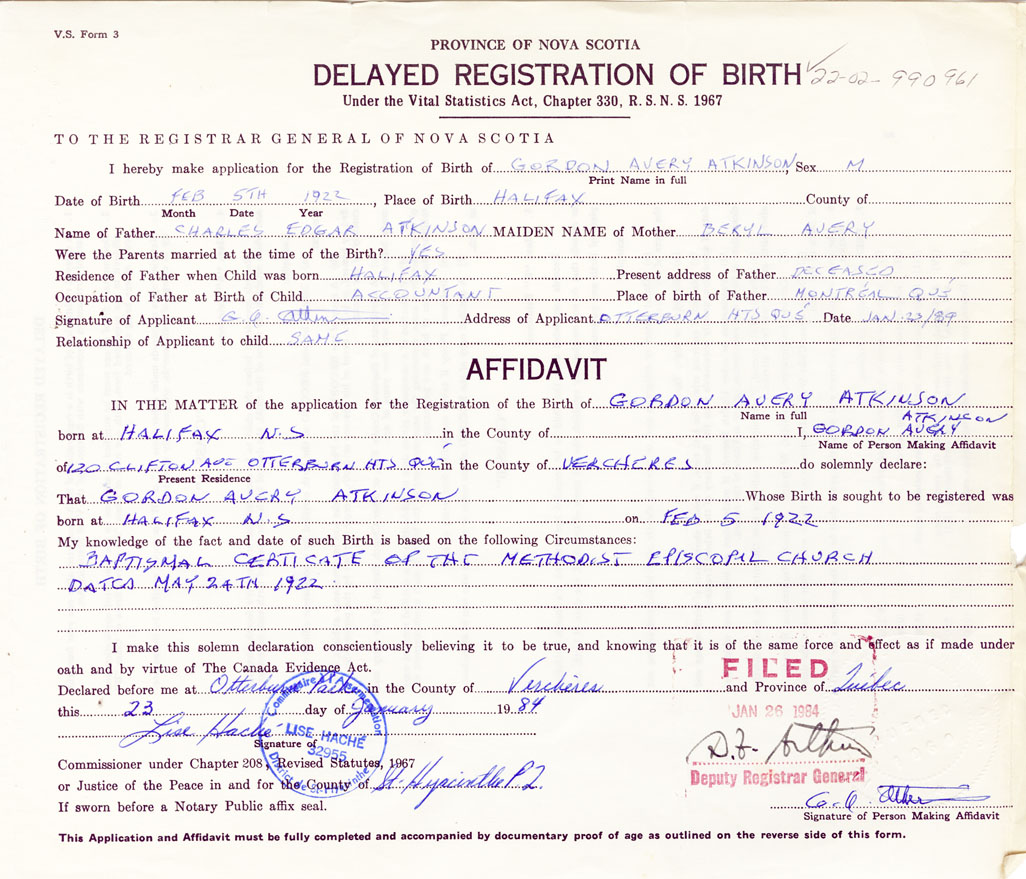 V.S. Form 3
PROVINCE OF NOVA SCOTIA
DELAYED REGISTRATION OF BIRTH 22-02-990961
Under the Vital Statistics Act, Chapter 330, R. S. N. S. 1967
TO THE REGISTRAR GENERAL OF NOVA SCOTIA
I hereby make application for the Registration of Birth of GORDON AVERY ATKINSON, Sex M
Print Name in full
Date of Birth FEB 5TH 1922, Place of Birth HALIFAX County of
Month Date Year
Name of Father CHARLES EDGAR ATKINSON MAIDEN NAME of Mother BERYL AVERY
Were the Parents married at the time of the Birth? YES
Residence of Father when Child was born HALIFAX Present address of Father DECEASED
Occupation of Father at Birth of Child ACCOUNTANT Place of birth of Father MONTRÉAL QUÉ
Signature of Applicant G.A. Address of Applicant OTTERBURN HTS QUÉ Date JAN 23/
Relationship of Applicant to child SAME
AFFIDAVIT
IN THE MATTER of the application for the Registration of the Birth of GORDON AVERY ATKINSON
Name in full ATKINSON
born at HALIFAX N.S in the County of I, GORDON AVERY
Name of Person Making Affidavit
of 120 CLIFTON AVE OTTERBURN HTS QUÉ in the County of VERCHERES do solemnly declare:
Present Residence
That GORDON AVERY ATKINSON Whose Birth is sought to be registered was
born at HALIFAX N.S on FEB 5 1922
My knowledge of the fact and date of such Birth is based on the following Circumstances:
BAPTISMAL CERTICATE OF THE METHODIST EPISCOPIL CHURCH
DATED MAY 24TH 1922
I make this solemn declaration conscientiously believing it to be true, and knowing that it is of the same force and effect as if made under
oath and by virtue of The Canada Evidence Act.
FILED
Declared before me at Otterburn Park in the County of Verchères and Province of Québec
this 23 day of January 1984
JAN 26 1984
Lise Haché
Commissaire à l'Assermentation
LISE HACHÉ
32955
District de St-Hyacinthe
Signature of
Commissioner under Chapter 208, Revised Statutes, 1967
Deputy Registrar General
or Justice of the Peace in and for the County of St-Hyacinthe P.Q.
If sworn before a Notary Public affix seal.
G.A.
Signature of Person Making Affidavit
This Application and Affidavit must be fully completed and accompanied by documentary proof of age as outlined on the reverse side of this form.